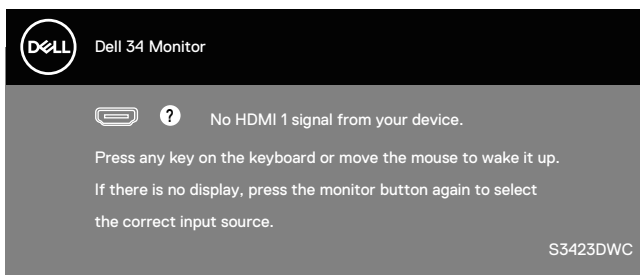 DELL
Dell 34 Monitor
? No HDMI 1 signal from your device.
Press any key on the keyboard or move the mouse to wake it up.
If there is no display, press the monitor button again to select
the correct input source.
S3423DWC